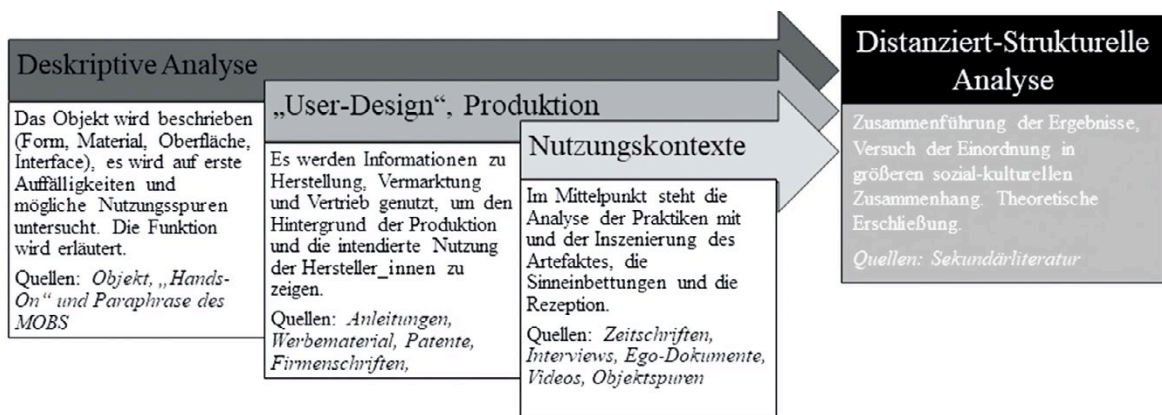 Deskriptive Analyse
Das Objekt wird beschrieben
(Form, Material, Oberfläche,
Interface), es wird auf erste
Auffälligkeiten und
mögliche Nutzungsspuren
untersucht. Die Funktion
wird erläutert.
Quellen: Objekt, „Hands-
On“ und Paraphrase des
MOBS
„User-Design“, Produktion
Es werden Informationen zu
Herstellung, Vermarktung
und Vertrieb genutzt, um den
Hintergrund der Produktion
und die intendierte Nutzung
der Hersteller_innen zu
zeigen.
Quellen: Anleitungen,
Werbematerial, Patente,
Firmenschriften,
Nutzungskontexte
Im Mittelpunkt steht die
Analyse der Praktiken mit
und der Inszenierung des
Artefaktes, die
Sinneinbettungen und die
Rezeption.
Quellen: Zeitschriften,
Interviews, Ego-Dokumente,
Videos, Objektspuren
Distanziert-Strukturelle
Analyse
Zusammenführung der Ergebnisse,
Versuch der Einordnung in
größeren sozial-kulturellen
Zusammenhang. Theoretische
Erschließung.
Quellen: Sekundärliteratur